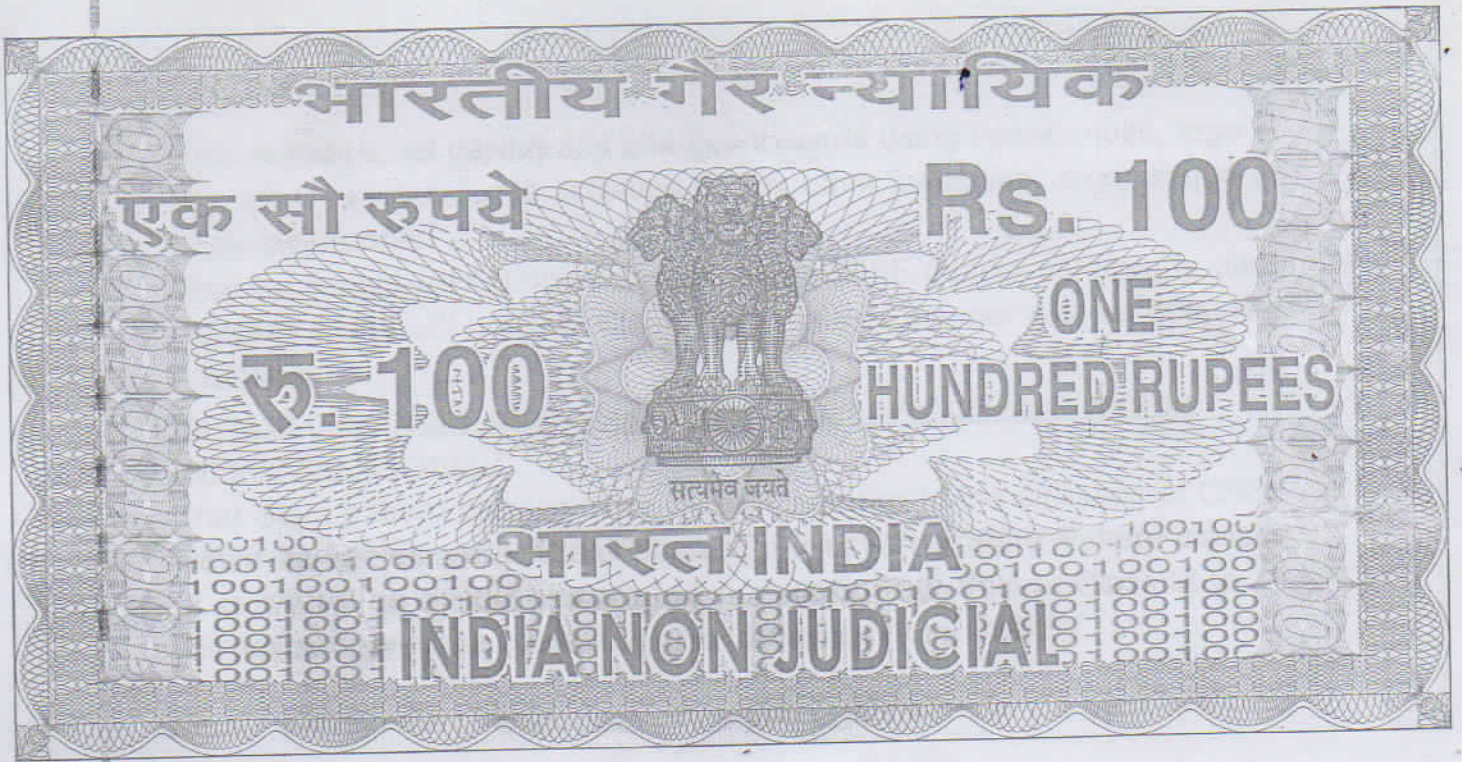 भारतीय गैर न्यायिक
एक सौ रुपये
Rs. 100
रु. 100
ONE
HUNDRED RUPEES
सत्यमेव जयते
भारत INDIA
INDIA NON JUDICIAL